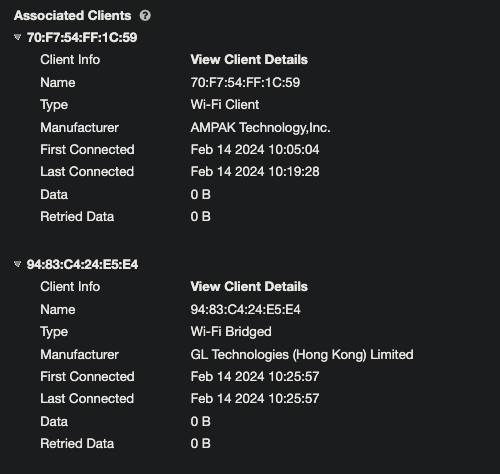 Associated Clients ?
70:F7:54:FF:1C:59
Client Info View Client Details
Name 70:F7:54:FF:1C:59
Type Wi-Fi Client
Manufacturer AMPAK Technology,Inc.
First Connected Feb 14 2024 10:05:04
Last Connected Feb 14 2024 10:19:28
Data 0 B
Retried Data 0 B
94:83:C4:24:E5:E4
Client Info View Client Details
Name 94:83:C4:24:E5:E4
Type Wi-Fi Bridged
Manufacturer GL Technologies (Hong Kong) Limited
First Connected Feb 14 2024 10:25:57
Last Connected Feb 14 2024 10:25:57
Data 0 B
Retried Data 0 B